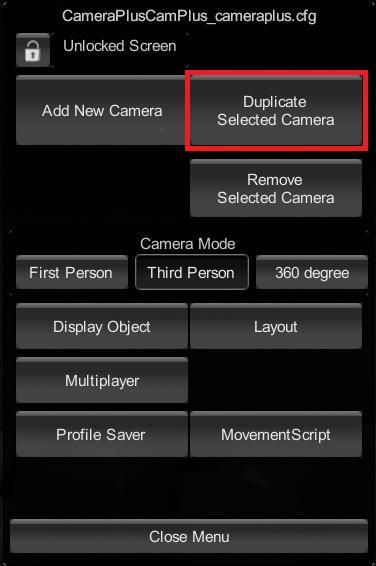 CameraPlusCamPlus_cameraplus.cfg
Unlocked Screen
Add New Camera
Duplicate
Selected Camera
Remove
Selected Camera
Camera Mode
First Person
Third Person
360 degree
Display Object
Layout
Multiplayer
Profile Saver
MovementScript
Close Menu